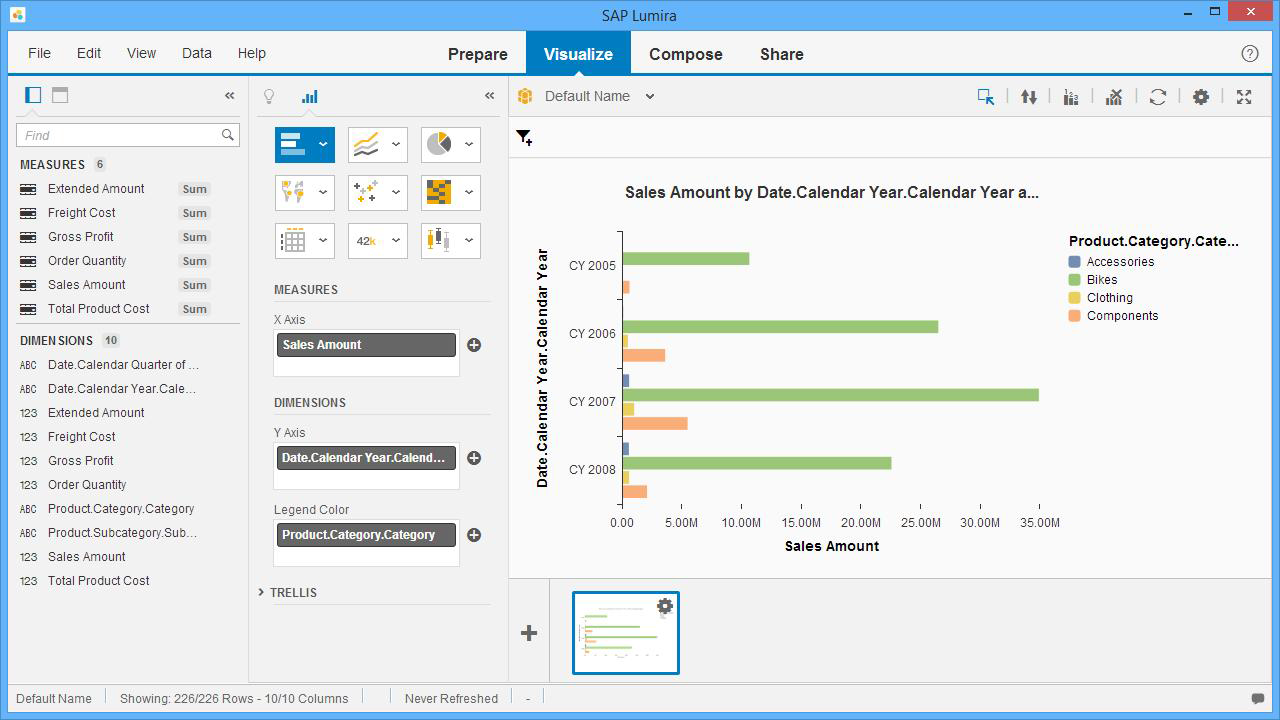 SAP Lumira
File Edit View Data Help
Prepare Visualize Compose Share
Find
MEASURES 6
Extended Amount Sum
Freight Cost Sum
Gross Profit Sum
Order Quantity Sum
Sales Amount Sum
Total Product Cost Sum
DIMENSIONS 10
ABC Date.Calendar Quarter of ...
ABC Date.Calendar Year.Cale...
123 Extended Amount
123 Freight Cost
123 Gross Profit
123 Order Quantity
ABC Product.Category.Category
ABC Product.Subcategory.Sub...
123 Sales Amount
123 Total Product Cost
42k
MEASURES
X Axis
Sales Amount
DIMENSIONS
Y Axis
Date.Calendar Year.Calend...
Legend Color
Product.Category.Category
TRELLIS
Default Name
Sales Amount by Date.Calendar Year.Calendar Year a...
Date.Calendar Year.Calendar Year
CY 2005
CY 2006
CY 2007
CY 2008
0.00 5.00M 10.00M 15.00M 20.00M 25.00M 30.00M 35.00M
Sales Amount
Product.Category.Cate...
Accessories
Bikes
Clothing
Components
Default Name Showing: 226/226 Rows - 10/10 Columns Never Refreshed -